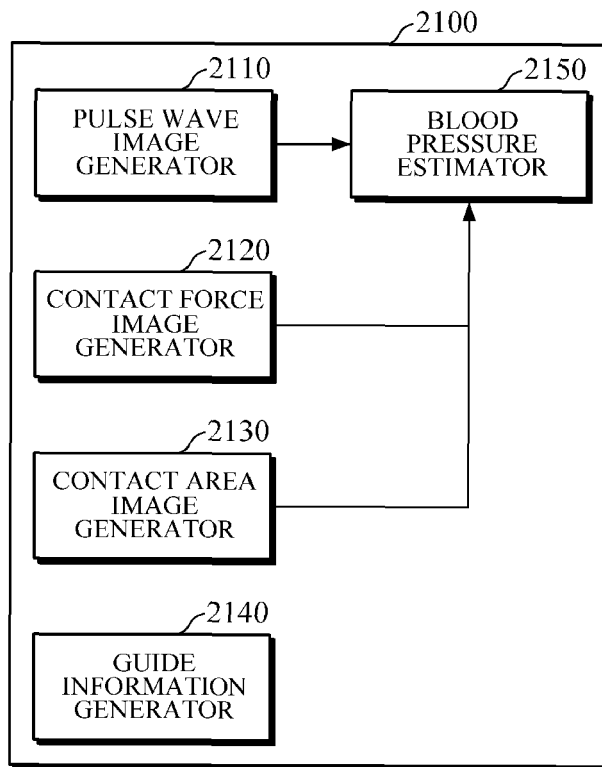 2100
2110
PULSE WAVE
IMAGE
GENERATOR
2150
BLOOD
PRESSURE
ESTIMATOR
2120
CONTACT FORCE
IMAGE
GENERATOR
2130
CONTACT AREA
IMAGE
GENERATOR
2140
GUIDE
INFORMATION
GENERATOR